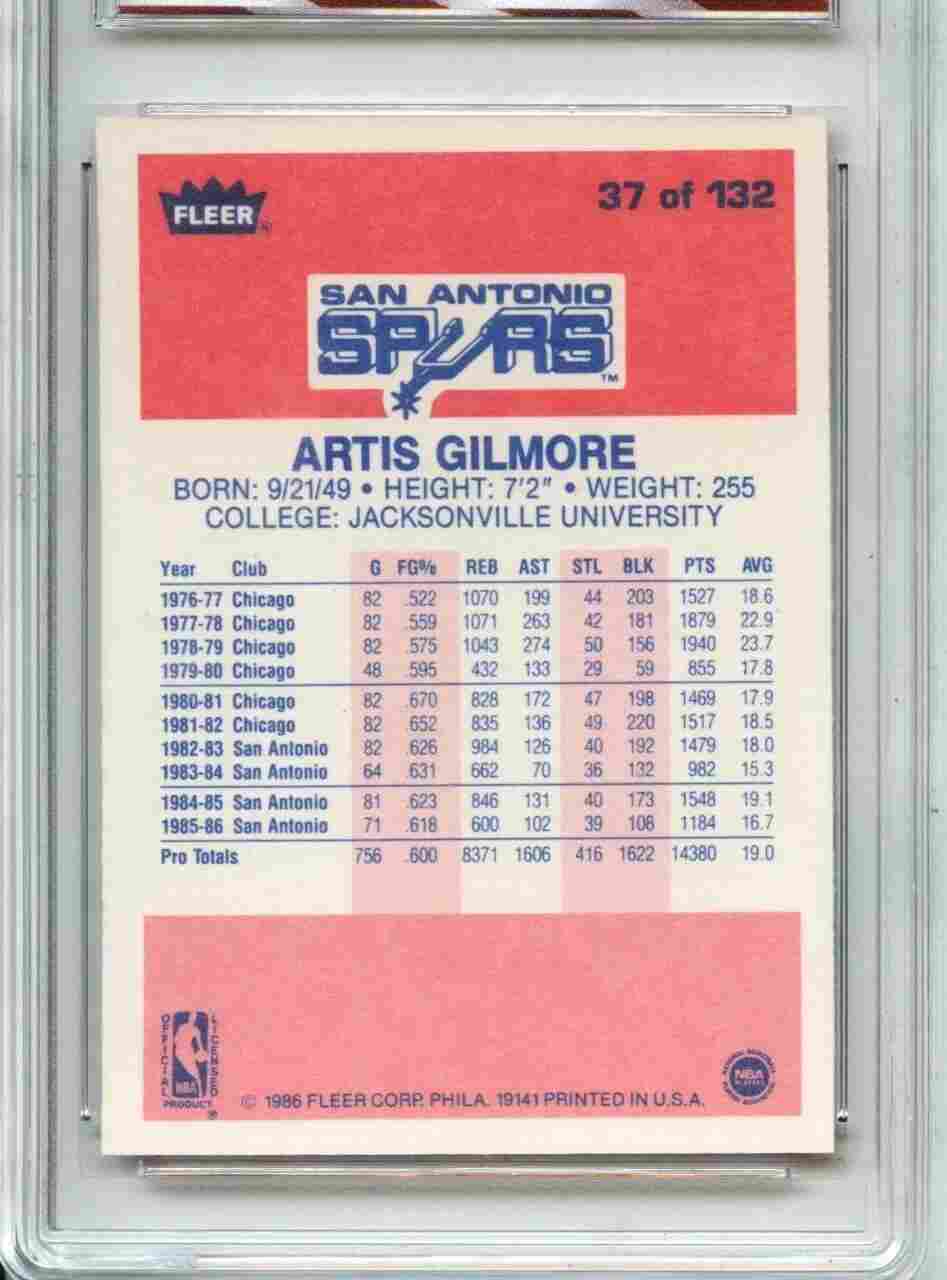 FLEER
37 of 132
SAN ANTONIO
SPURS
TM
ARTIS GILMORE
BORN: 9/21/49 • HEIGHT: 7'2" • WEIGHT: 255
COLLEGE: JACKSONVILLE UNIVERSITY
Year Club G FG% REB AST STL BLK PTS AVG
1976-77 Chicago 82 .522 1070 199 44 203 1527 18.6
1977-78 Chicago 82 .559 1071 263 42 181 1879 22.9
1978-79 Chicago 82 .575 1043 274 50 156 1940 23.7
1979-80 Chicago 48 .595 432 133 29 59 855 17.8
1980-81 Chicago 82 .670 828 172 47 198 1469 17.9
1981-82 Chicago 82 .652 835 136 49 220 1517 18.5
1982-83 San Antonio 82 .626 984 126 40 192 1479 18.0
1983-84 San Antonio 64 .631 662 70 36 132 982 15.3
1984-85 San Antonio 81 .623 846 131 40 173 1548 19.1
1985-86 San Antonio 71 .618 600 102 39 108 1184 16.7
Pro Totals 756 .600 8371 1606 416 1622 14380 19.0
OFFICIAL
LICENSED
NBA
PRODUCT
®
© 1986 FLEER CORP. PHILA. 19141 PRINTED IN U.S.A.
NBA
PLAYERS